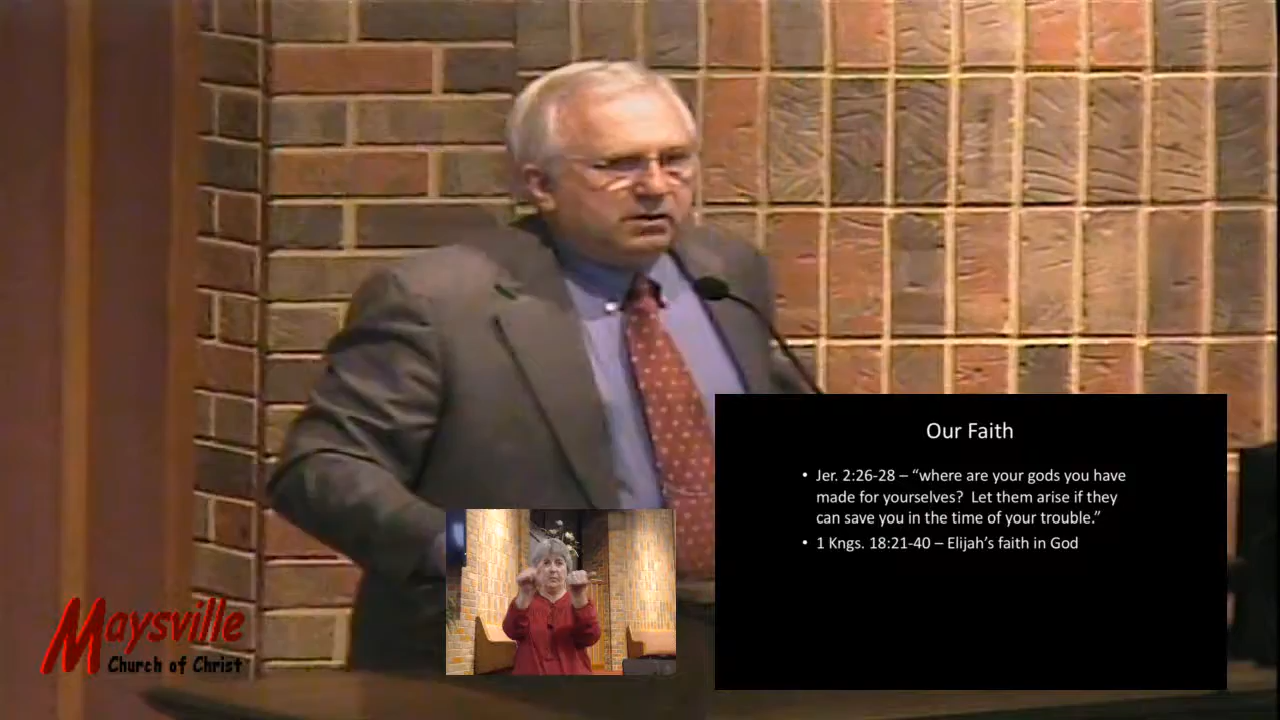 Our Faith
• Jer. 2:26-28 – “where are your gods you have
made for yourselves?  Let them arise if they
can save you in the time of your trouble.”
• 1 Kngs. 18:21-40 – Elijah’s faith in God
Maysville
Church of Christ